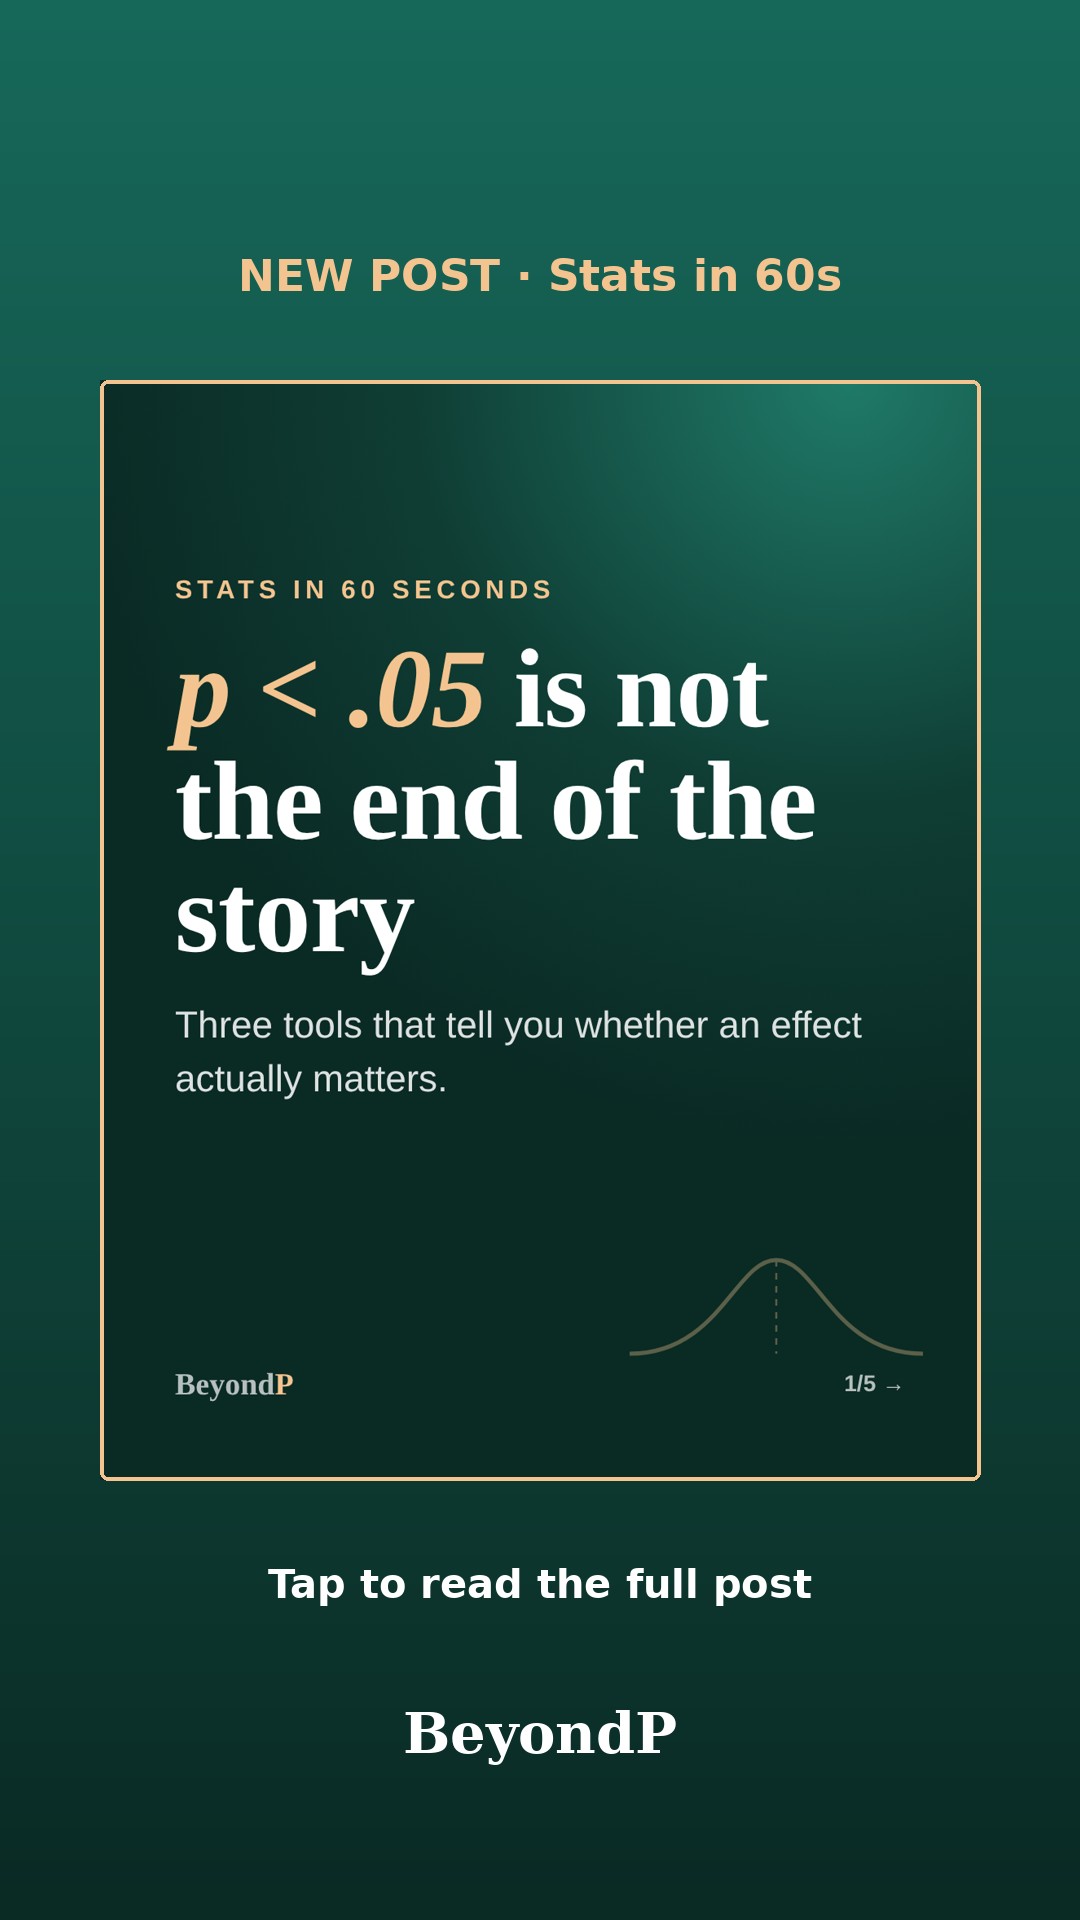 NEW POST · Stats in 60s
STATS IN 60 SECONDS
p < .05 is not
the end of the
story
Three tools that tell you whether an effect
actually matters.
BeyondP
1/5 →
Tap to read the full post
BeyondP